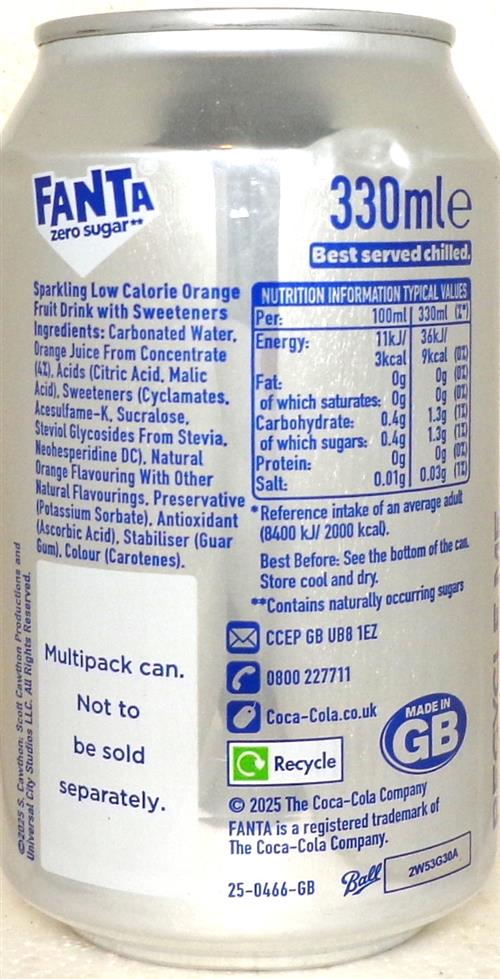 FANTA
zero sugar**
330ml e
Best served chilled.
Sparkling Low Calorie Orange
Fruit Drink with Sweeteners
Ingredients: Carbonated Water,
Orange Juice From Concentrate
(4%), Acids (Citric Acid, Malic
Acid), Sweeteners (Cyclamates,
Acesulfame-K, Sucralose,
Steviol Glycosides From Stevia,
Neohesperidine DC), Natural
Orange Flavouring With Other
Natural Flavourings, Preservative
(Potassium Sorbate), Antioxidant
(Ascorbic Acid), Stabiliser (Guar
Gum), Colour (Carotenes).
NUTRITION INFORMATION TYPICAL VALUES
Per: 100ml 330ml (%*)
Energy: 11kJ/ 36kJ/
3kcal 9kcal (0%)
Fat: 0g 0g (0%)
of which saturates: 0g 0g (0%)
Carbohydrate: 0.4g 1.3g (1%)
of which sugars: 0.4g 1.3g (1%)
Protein: 0g 0g (0%)
Salt: 0.01g 0.03g (1%)
*Reference intake of an average adult
(8400 kJ/ 2000 kcal).
Best Before: See the bottom of the can.
Store cool and dry.
**Contains naturally occurring sugars
CCEP GB UB8 1EZ
0800 227711
Coca-Cola.co.uk
MADE IN
GB
Recycle
© 2025 The Coca-Cola Company
FANTA is a registered trademark of
The Coca-Cola Company.
25-0466-GB
Ball
2W53G30A
Multipack can.
Not to
be sold
separately.
©2025 S. Cawthon: Scott Cawthon Productions and
Universal City Studios LLC. All Rights Reserved.